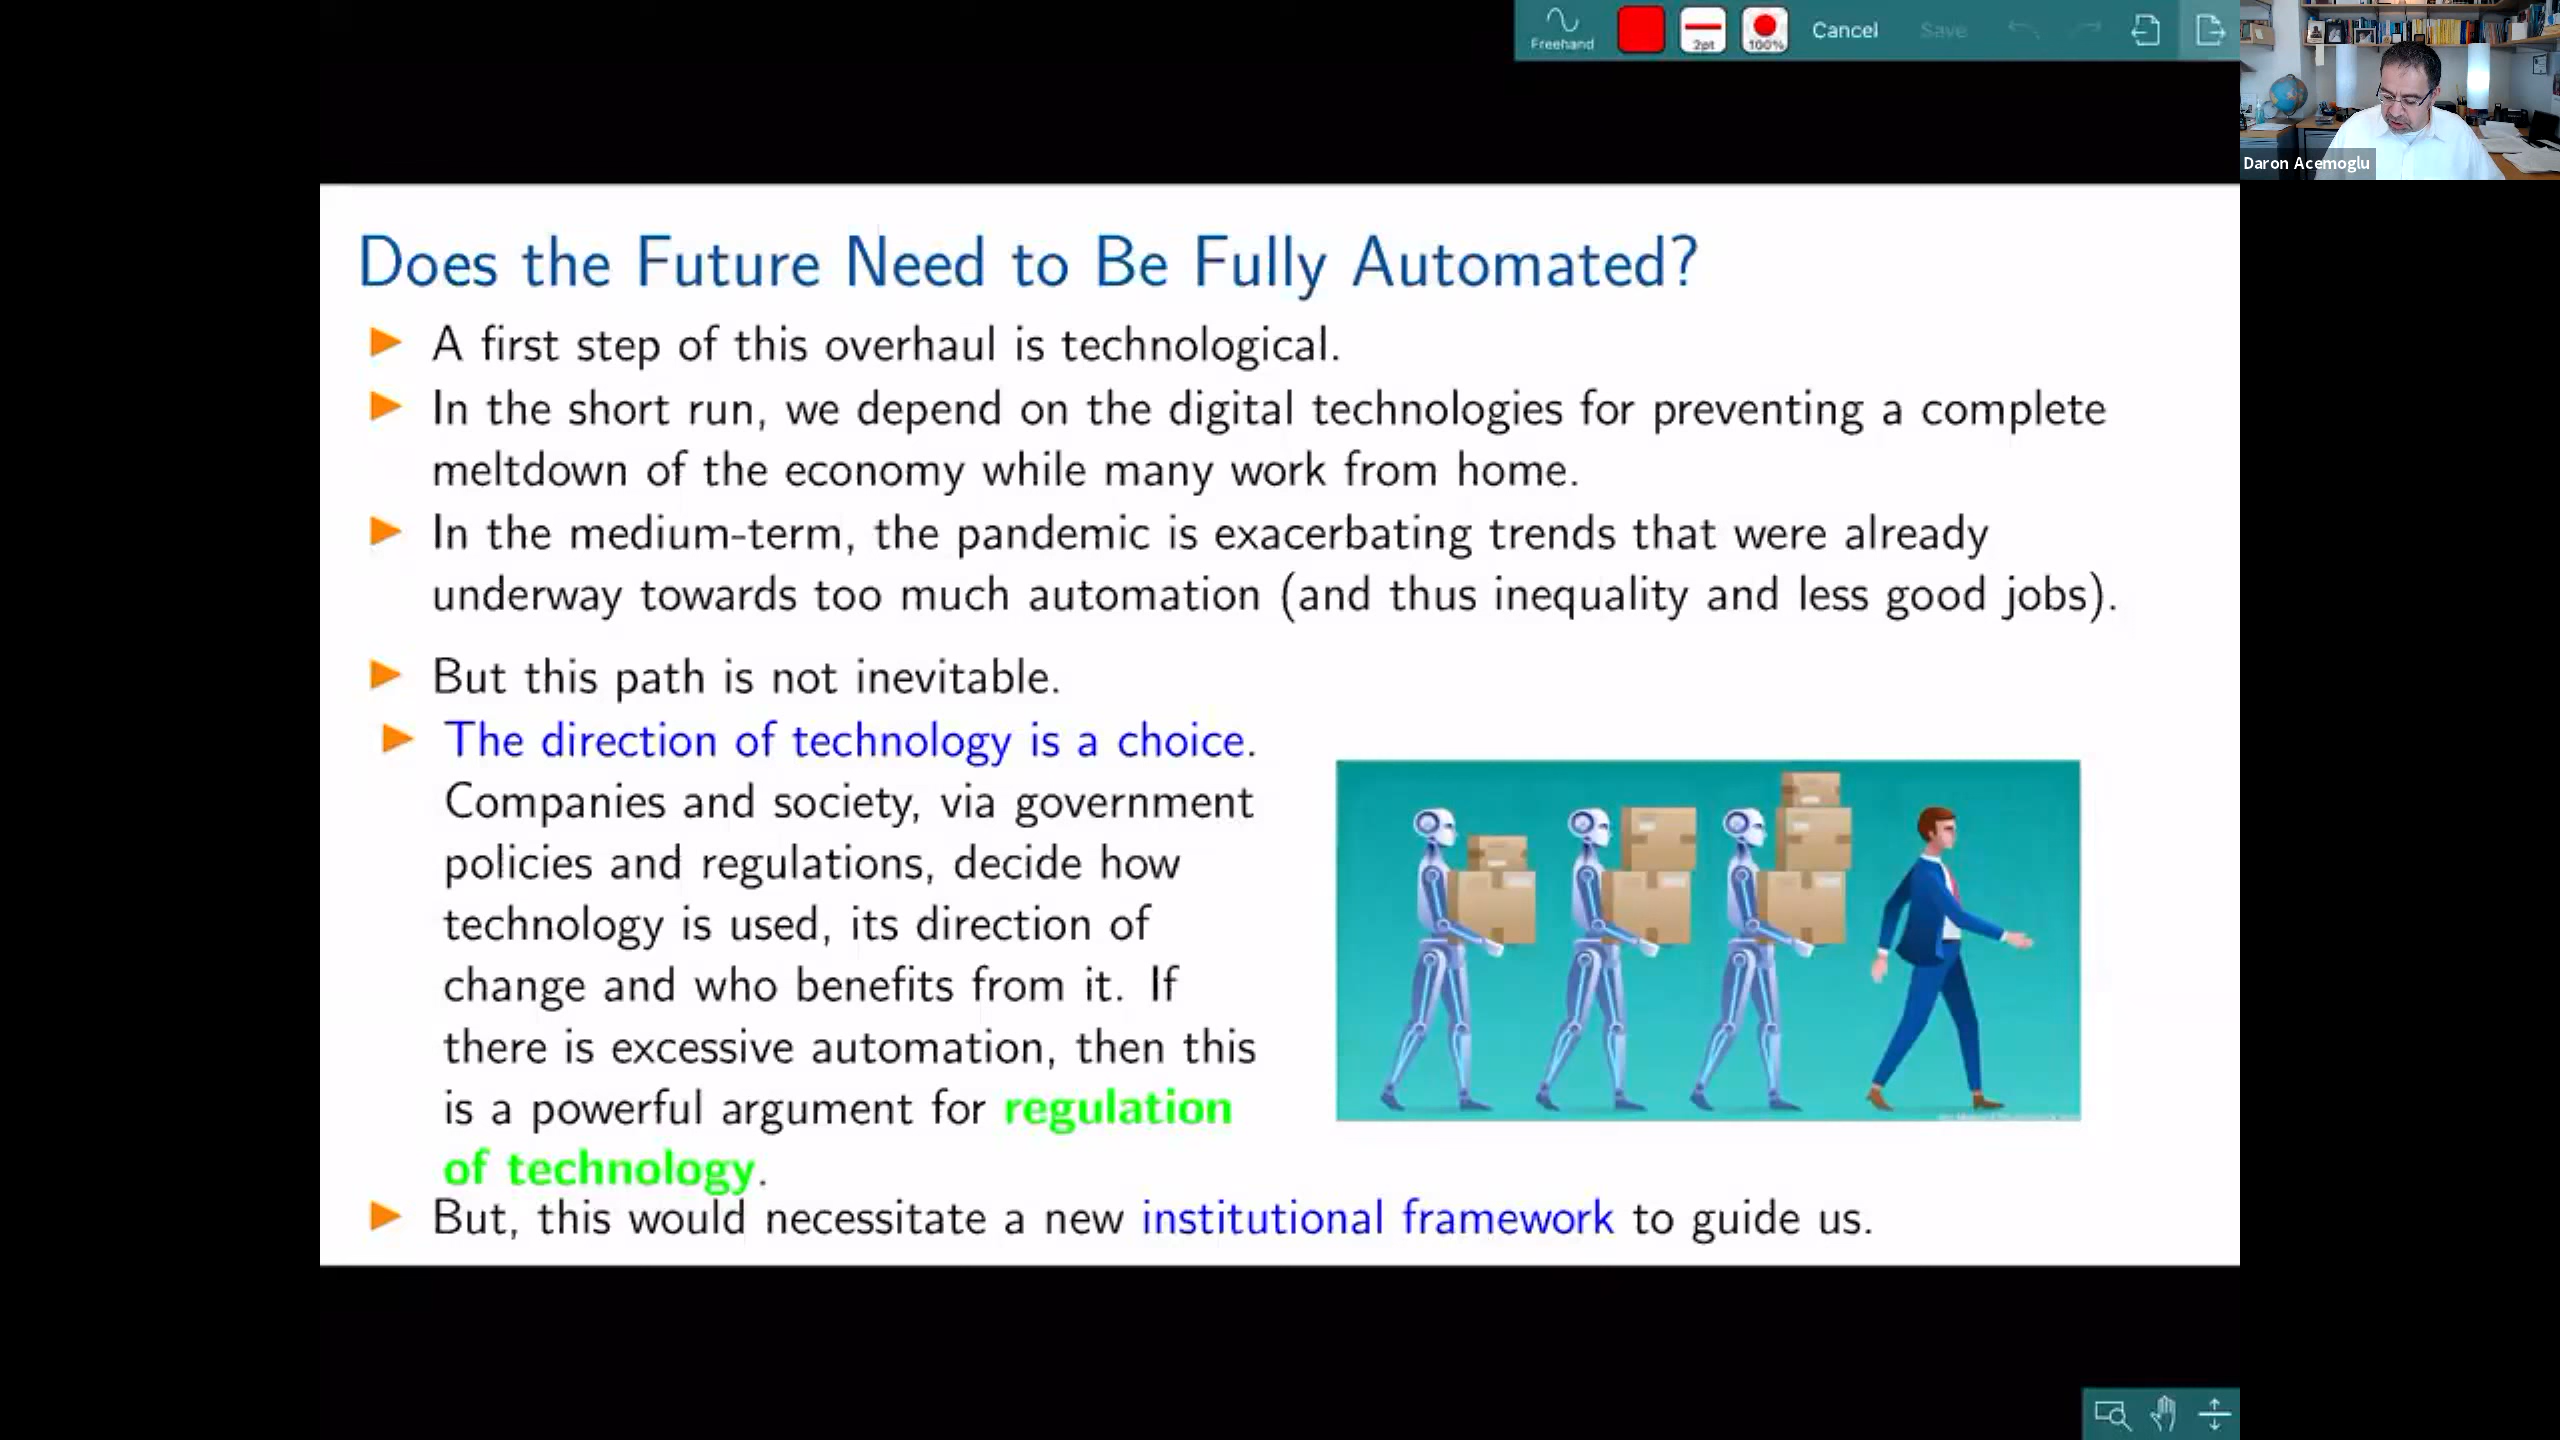 Freehand
2pt
100%
Cancel
Save
Daron Acemoglu
Does the Future Need to Be Fully Automated?
A first step of this overhaul is technological.
In the short run, we depend on the digital technologies for preventing a complete
meltdown of the economy while many work from home.
In the medium-term, the pandemic is exacerbating trends that were already
underway towards too much automation (and thus inequality and less good jobs).
But this path is not inevitable.
The direction of technology is a choice.
Companies and society, via government
policies and regulations, decide how
technology is used, its direction of
change and who benefits from it. If
there is excessive automation, then this
is a powerful argument for regulation
of technology.
But, this would necessitate a new institutional framework to guide us.